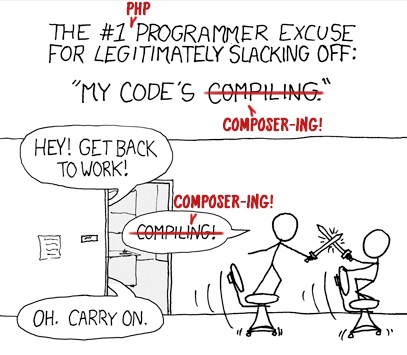 PHP
THE #1 PROGRAMMER EXCUSE
FOR LEGITIMATELY SLACKING OFF:
"MY CODE'S COMPILING."
COMPOSER-ING!
HEY! GET BACK
TO WORK!
COMPOSER-ING!
COMPILING!
OH. CARRY ON.